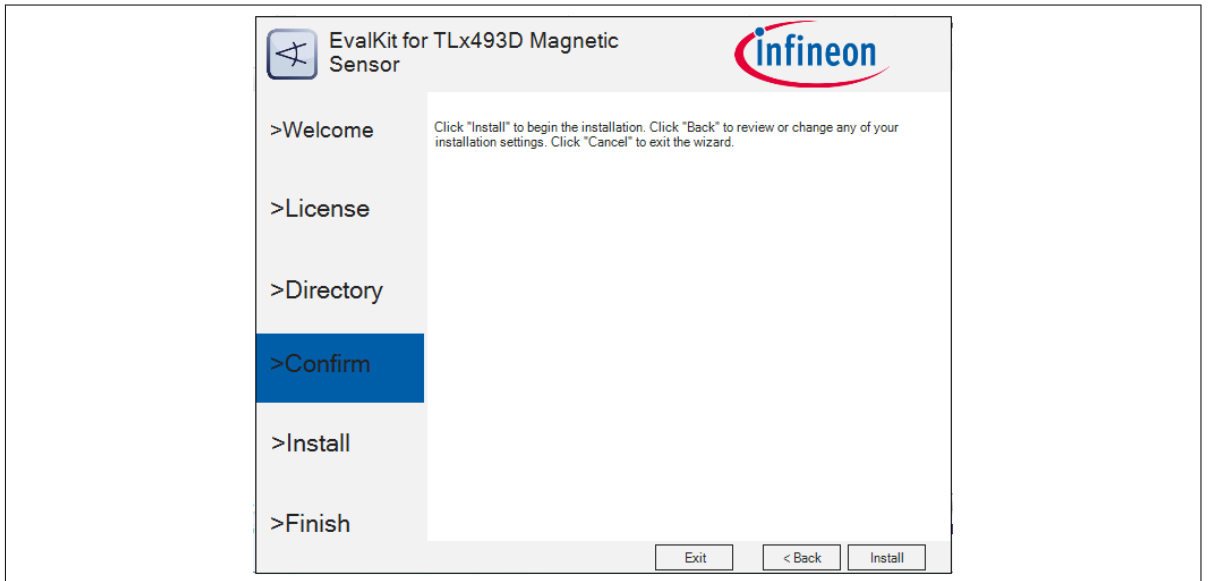 EvalKit for TLx493D Magnetic
Sensor
infineon
>Welcome
Click "Install" to begin the installation. Click "Back" to review or change any of your
installation settings. Click "Cancel" to exit the wizard.
>License
>Directory
>Confirm
>Install
>Finish
Exit
< Back
Install